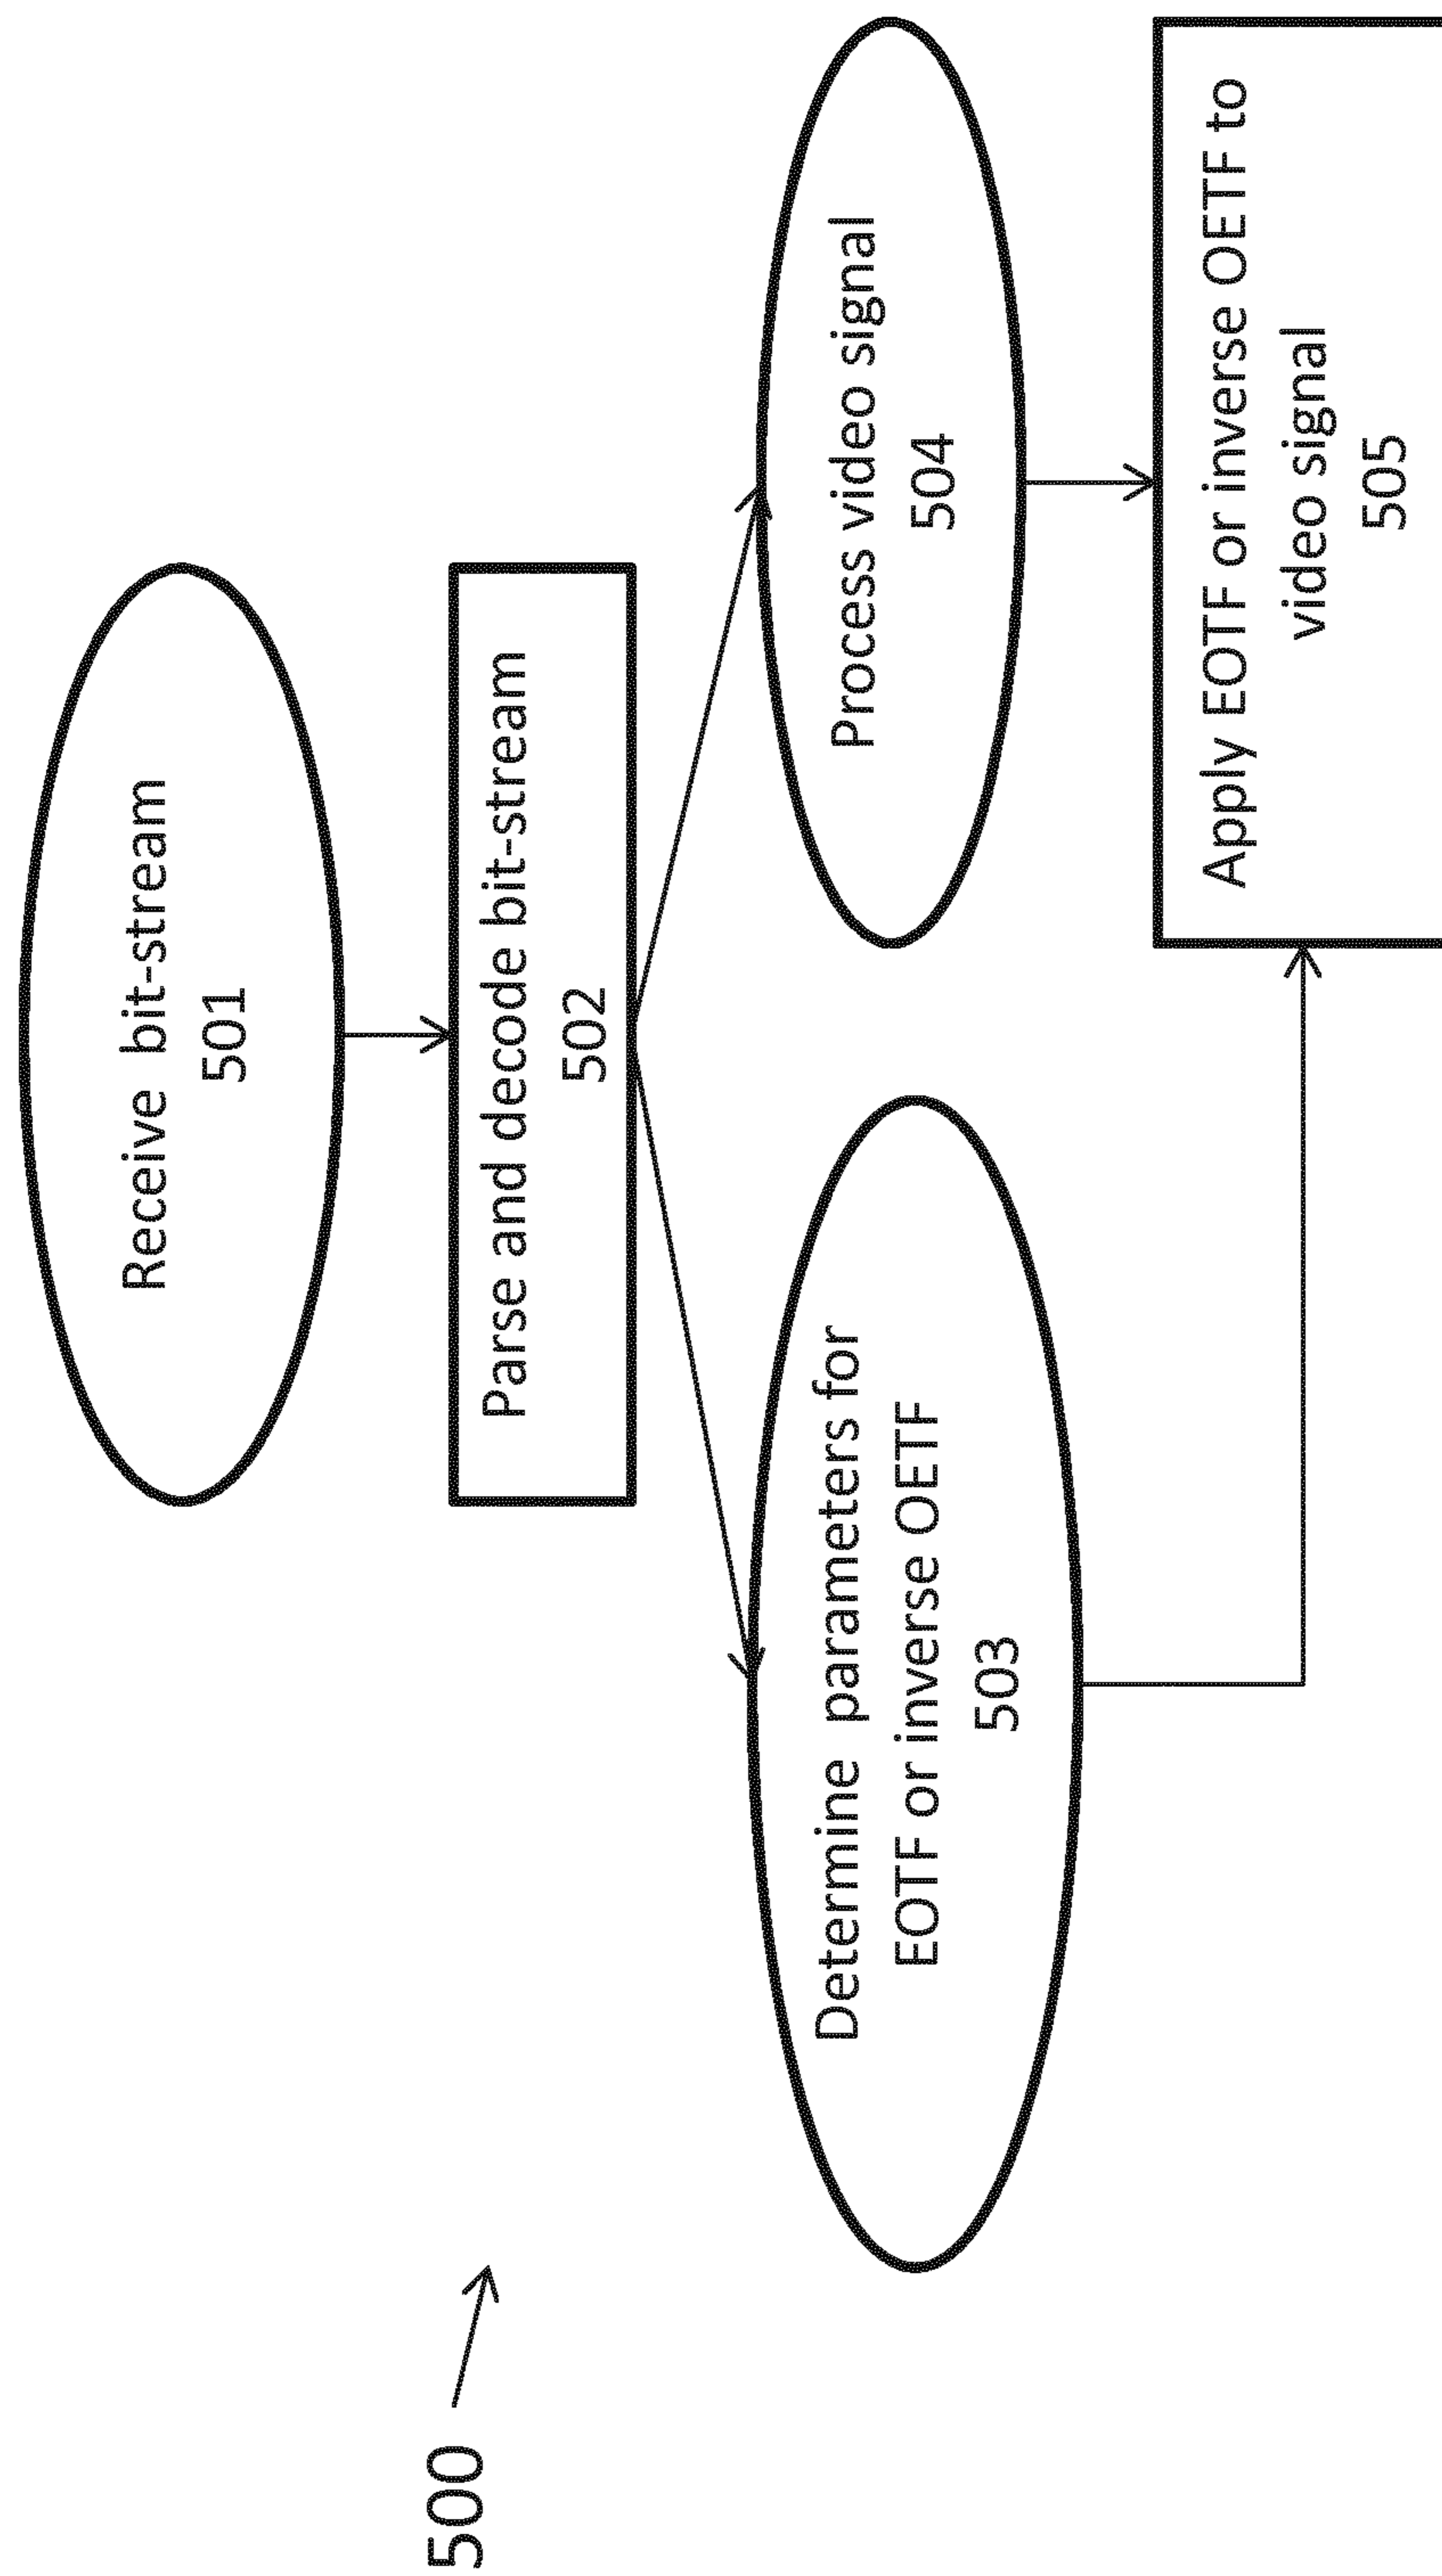 Receive bit-stream
501
500
Parse and decode bit-stream
502
Determine parameters for
EOTF or inverse OETF
503
Process video signal
504
Apply EOTF or inverse OETF to
video signal
505